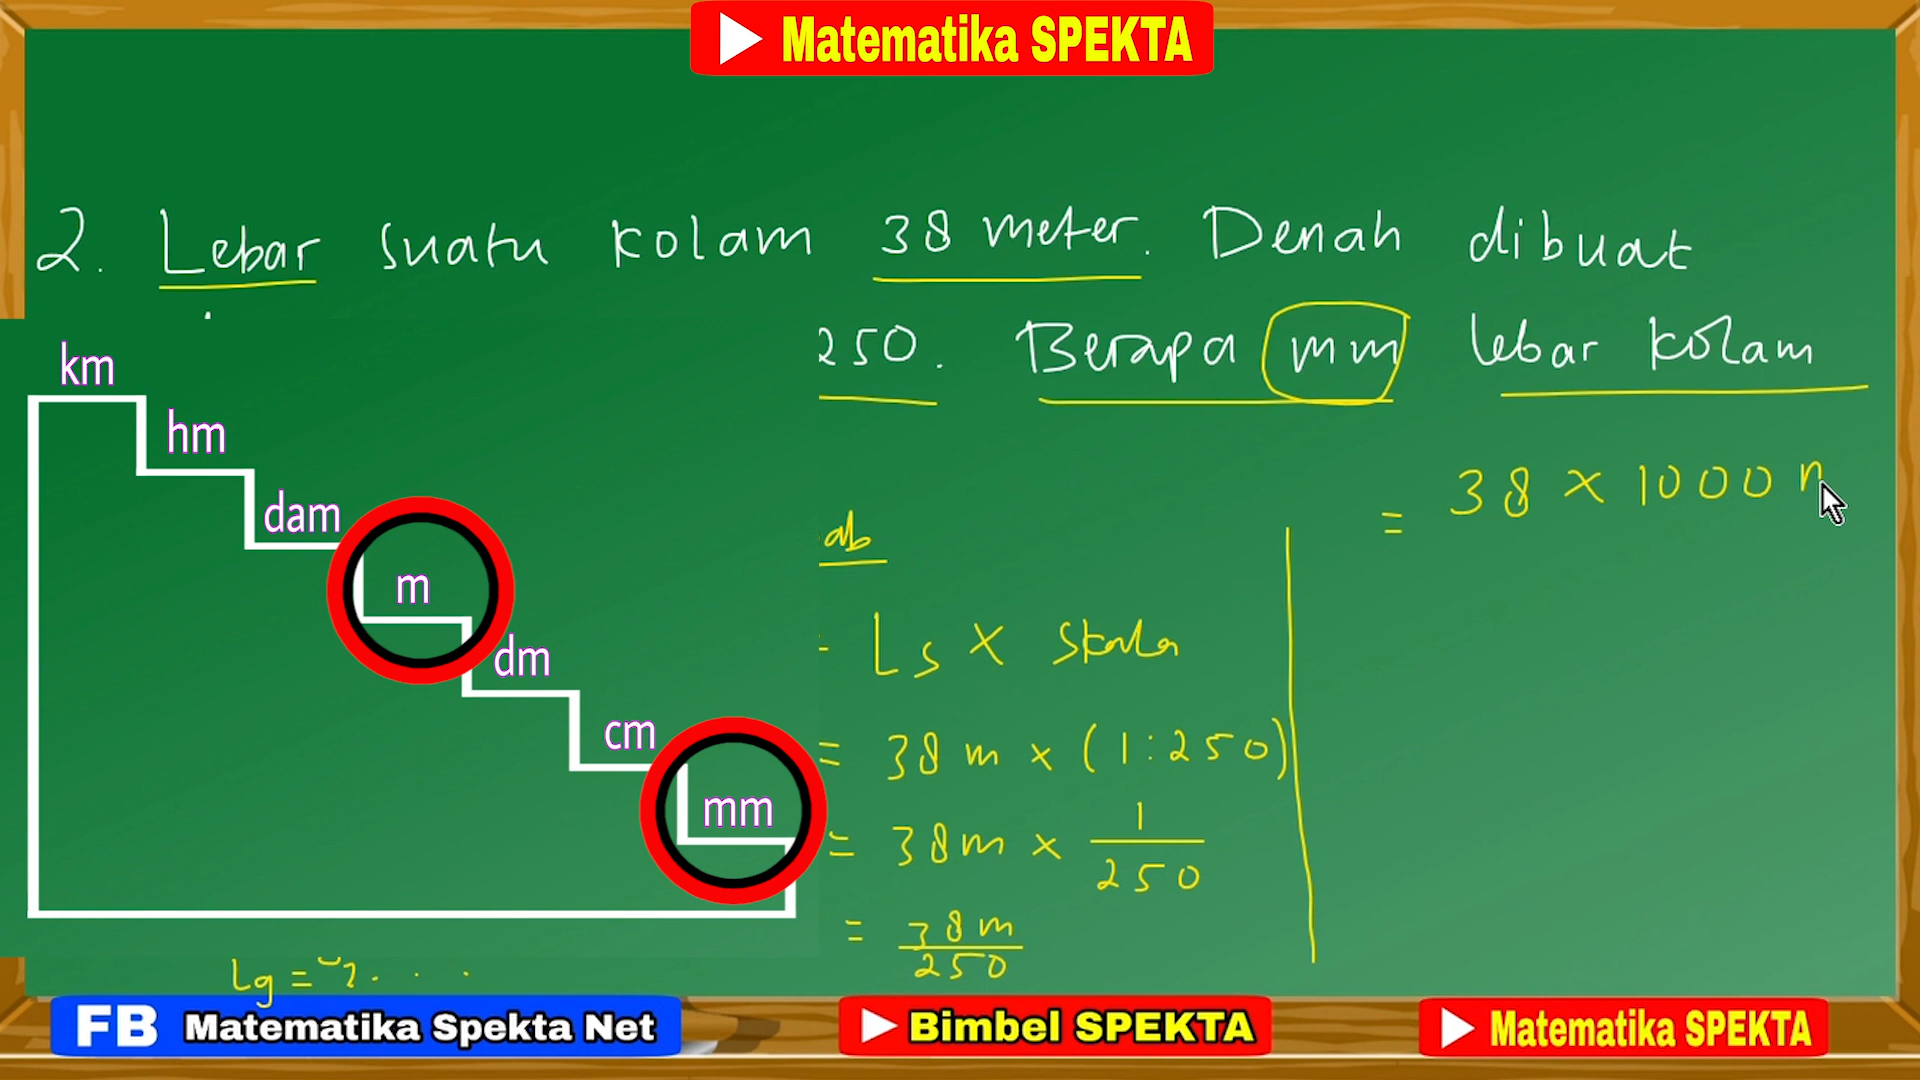 Matematika SPEKTA
2. Lebar suatu kolam 38 meter. Denah dibuat
250. Berapa mm lebar kolam
km
hm
dam
m
dm
cm
mm
ab
= Ls x Skala
= 38 m x (1:250)
= 38 m x 1/250
= 38 m/250
= 38 x 1000
Lg = ? . . .
FB Matematika Spekta Net
Bimbel SPEKTA
Matematika SPEKTA